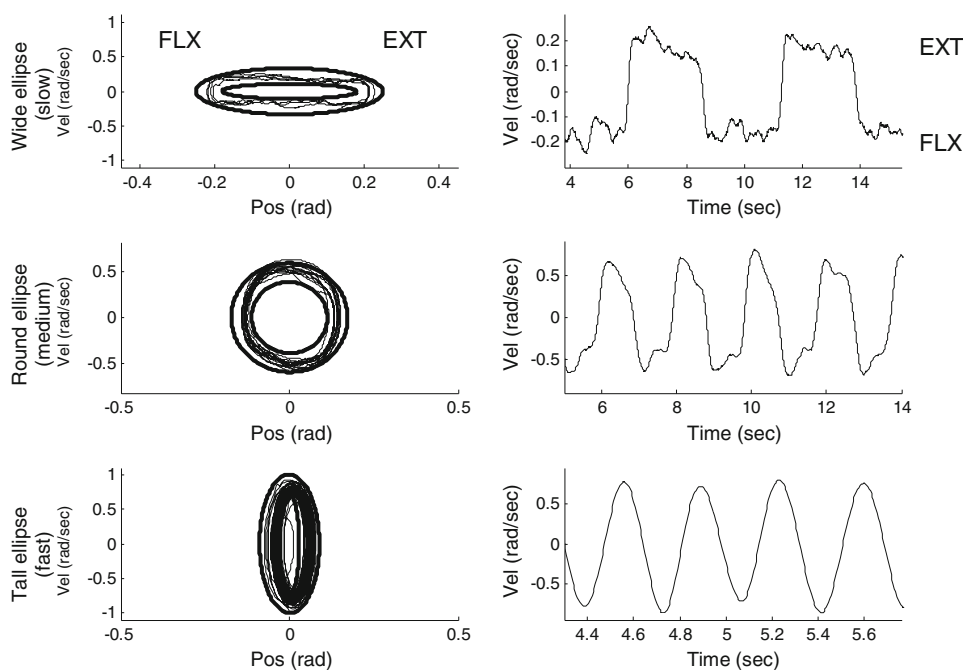 Wide ellipse
(slow)
Vel (rad/sec)
1
0.5
0
-0.5
-1
FLX
EXT
-0.4
-0.2
0
0.2
0.4
Pos (rad)
Vel (rad/sec)
0.2
0.1
0
-0.1
-0.2
EXT
FLX
4
6
8
10
12
14
Time (sec)
Round ellipse
(medium)
Vel (rad/sec)
0.5
0
-0.5
-0.5
0
0.5
Pos (rad)
Vel (rad/sec)
0.5
0
-0.5
6
8
10
12
14
Time (sec)
Tall ellipse
(fast)
Vel (rad/sec)
1
0.5
0
-0.5
-1
-0.5
0
0.5
Pos (rad)
Vel (rad/sec)
0.5
0
-0.5
4.4
4.6
4.8
5
5.2
5.4
5.6
Time (sec)